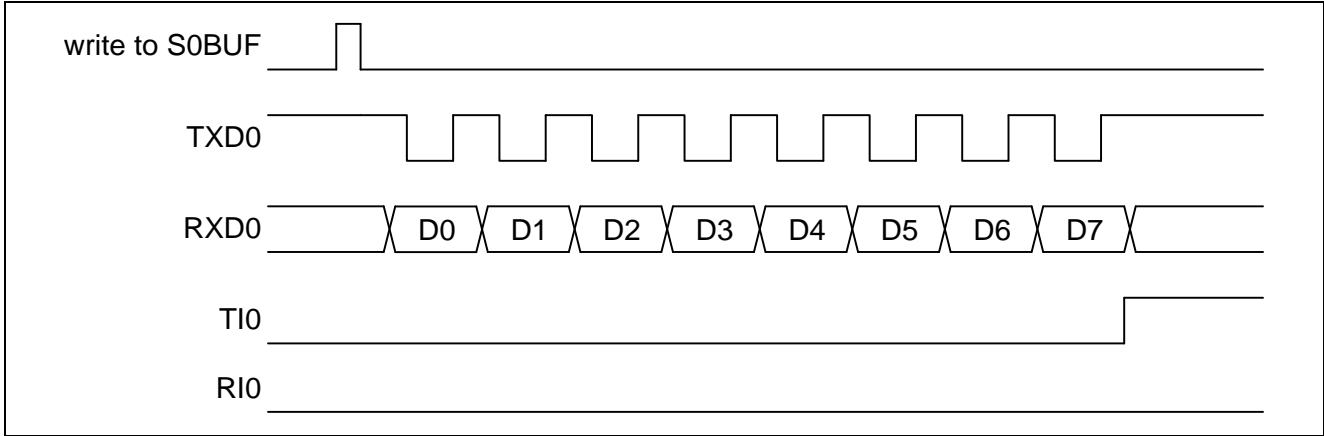 write to S0BUF
TXD0
RXD0 D0 D1 D2 D3 D4 D5 D6 D7
TI0
RI0